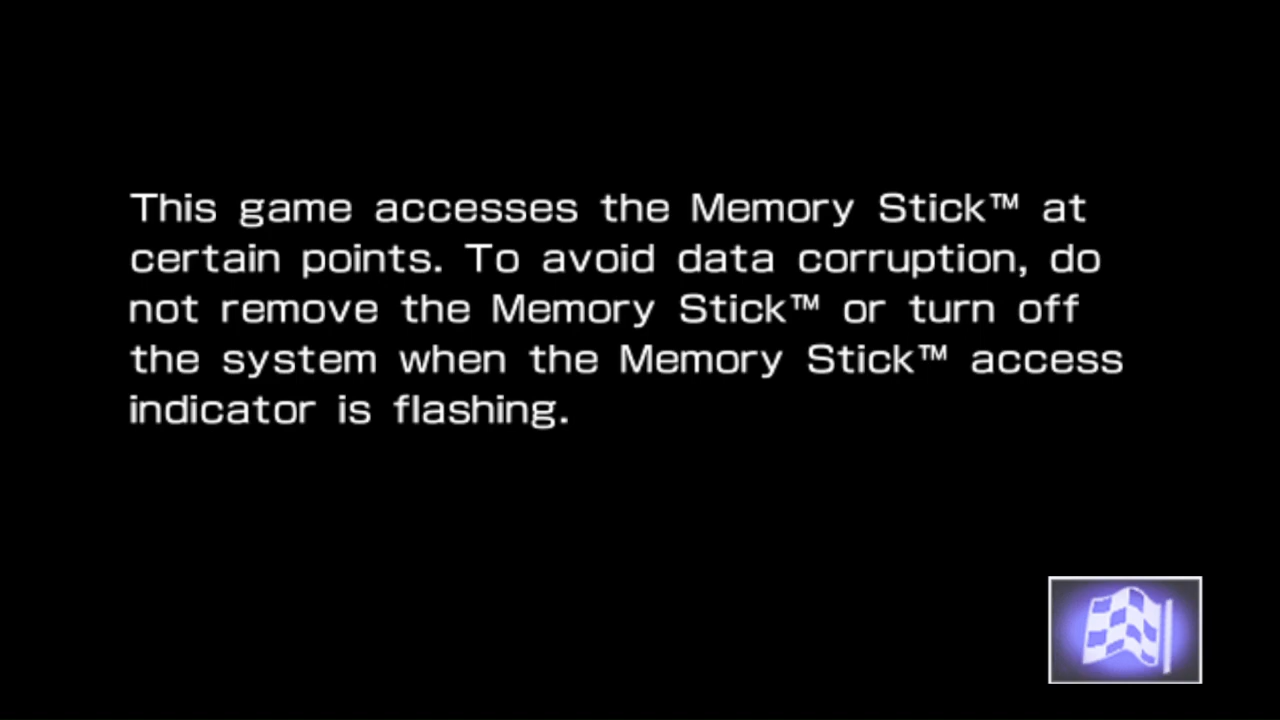 This game accesses the Memory Stick™ at
certain points. To avoid data corruption, do
not remove the Memory Stick™ or turn off
the system when the Memory Stick™ access
indicator is flashing.